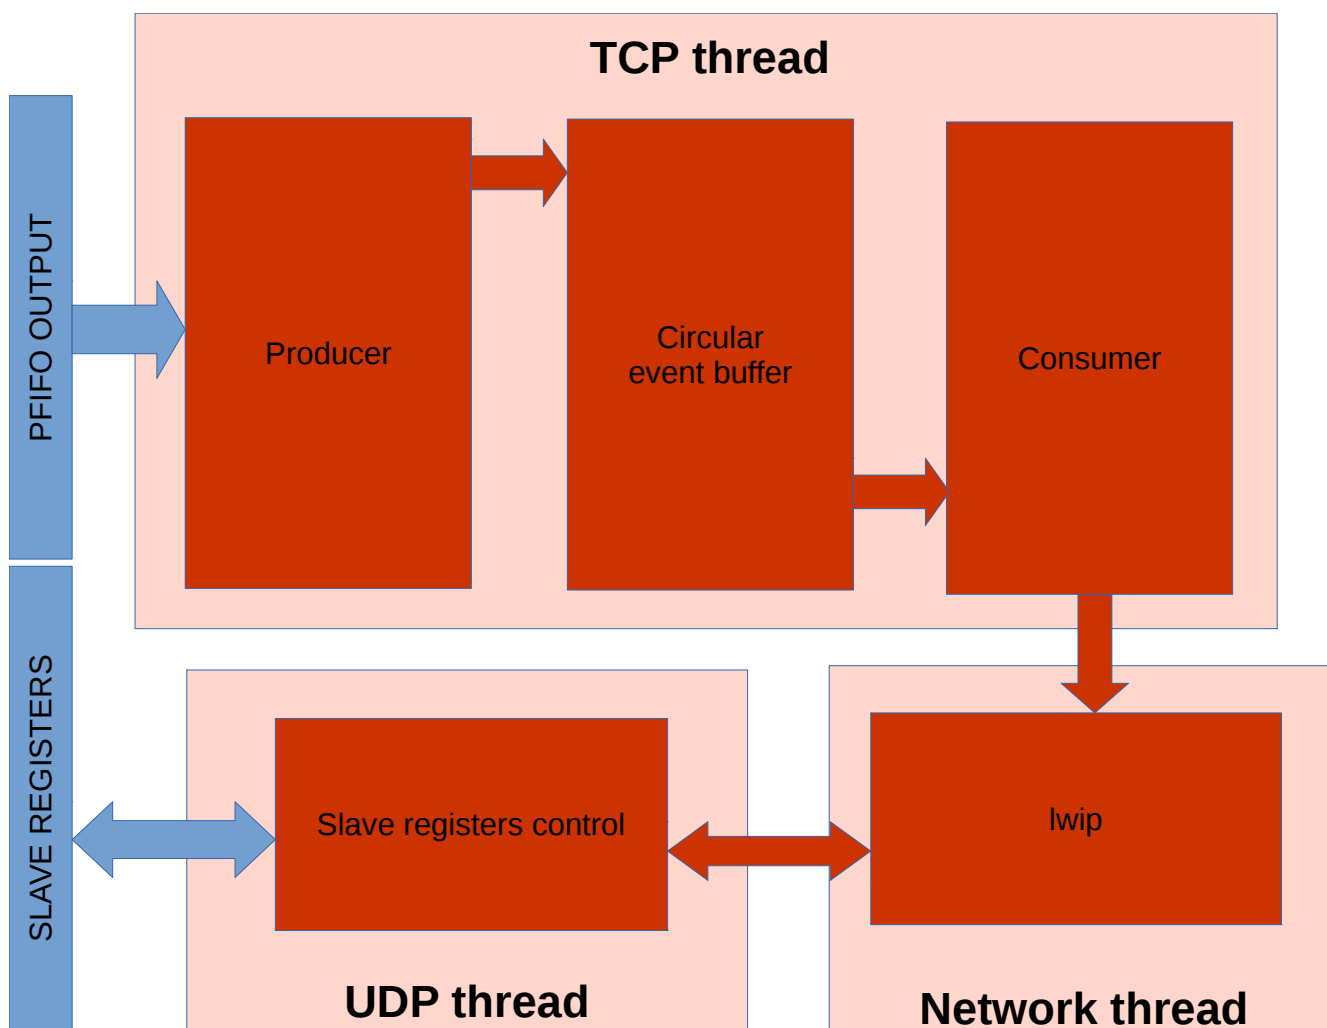 TCP thread
PFIFO OUTPUT
Producer
Circular
event buffer
Consumer
SLAVE REGISTERS
Slave registers control
lwip
UDP thread
Network thread